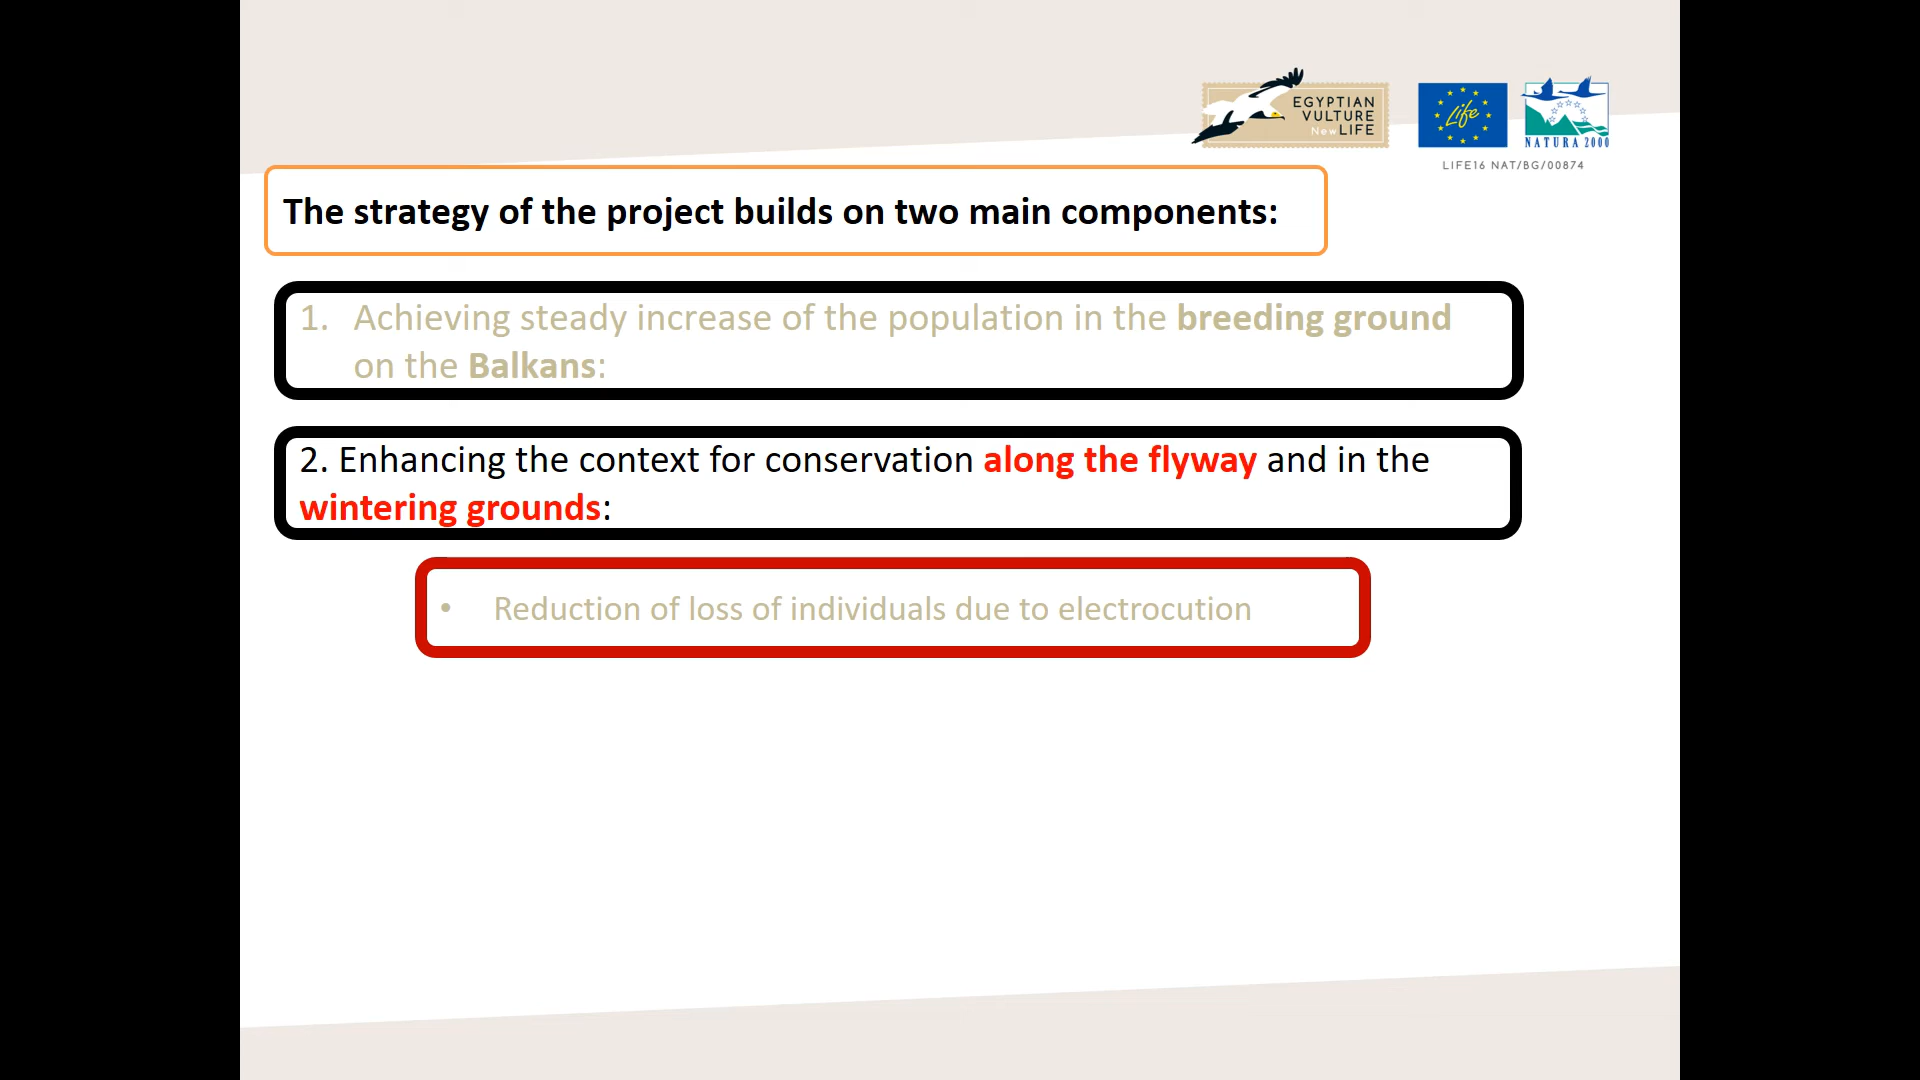 EGYPTIAN
VULTURE
New LIFE
Life
NATURA 2000
LIFE16 NAT/BG/00874
The strategy of the project builds on two main components:
1. Achieving steady increase of the population in the breeding ground
on the Balkans:
2. Enhancing the context for conservation along the flyway and in the
wintering grounds:
• Reduction of loss of individuals due to electrocution